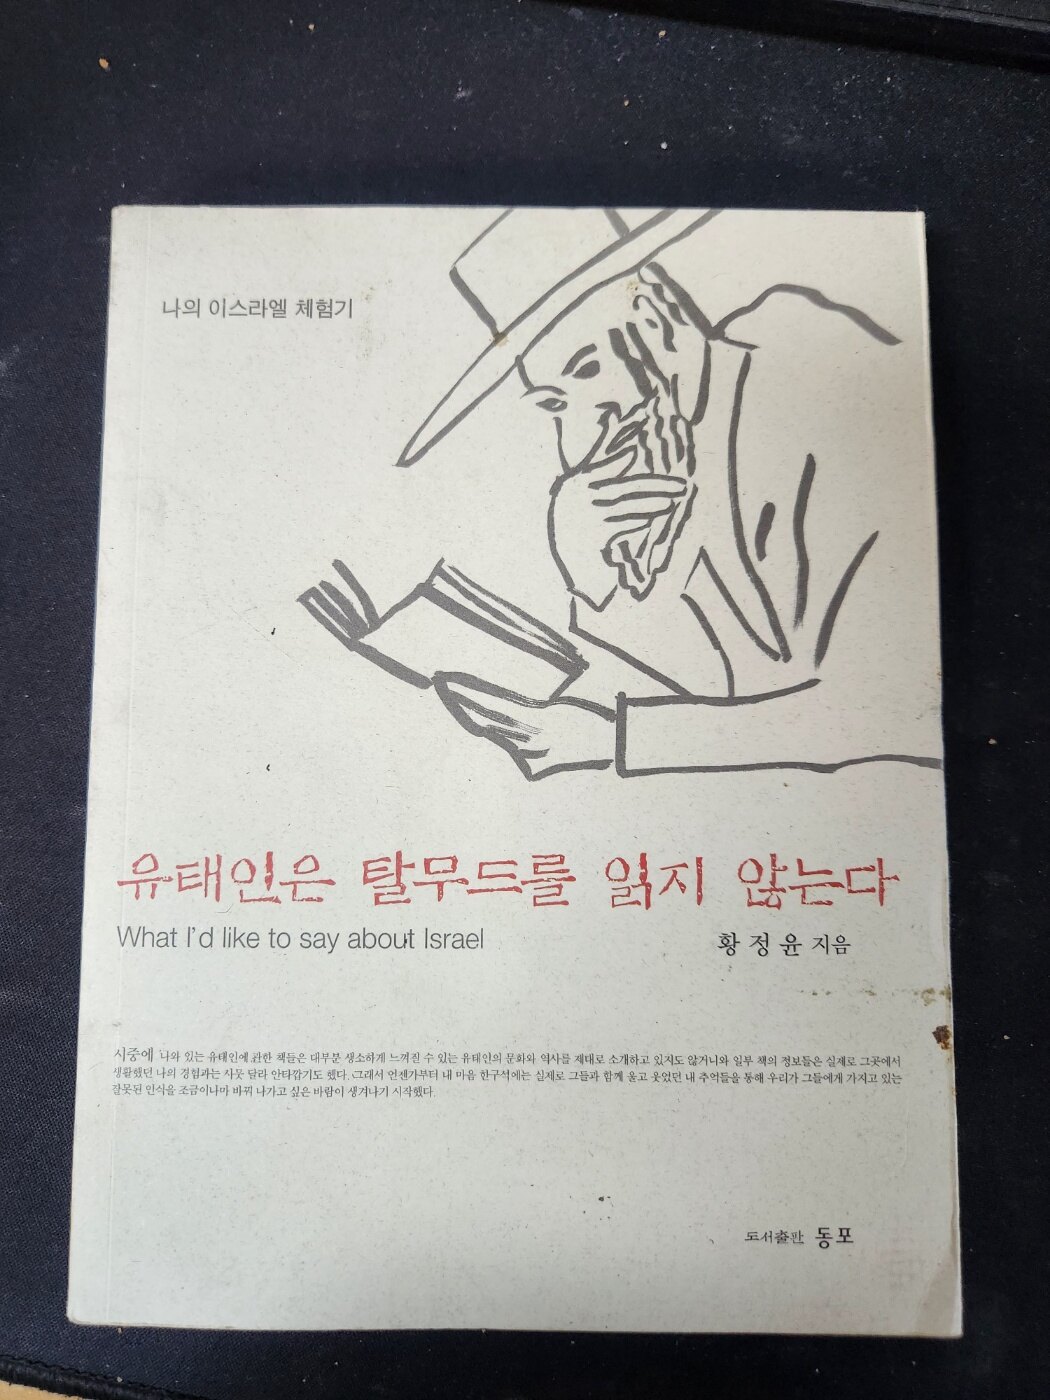 나의 이스라엘 체험기
유태인은 탈무드를 읽지 않는다
What I'd like to say about Israel
황정윤 지음
시중에 나와 있는 유태인에 관한 책들은 대부분 생소하게 느껴질 수 있는 유태인의 문화와 역사를 제대로 소개하고 있지도 않거니와 일부 책의 정보들은 실제로 그곳에서
생활했던 나의 경험과는 사뭇 달라 안타깝기도 했다. 그래서 언젠가부터 내 마음 한구석에는 실제로 그들과 함께 울고 웃었던 내 추억들을 통해 우리가 그들에게 가지고 있는
잘못된 인식을 조금이나마 바꿔 나가고 싶은 바람이 생겨나기 시작했다.
도서출판 동포